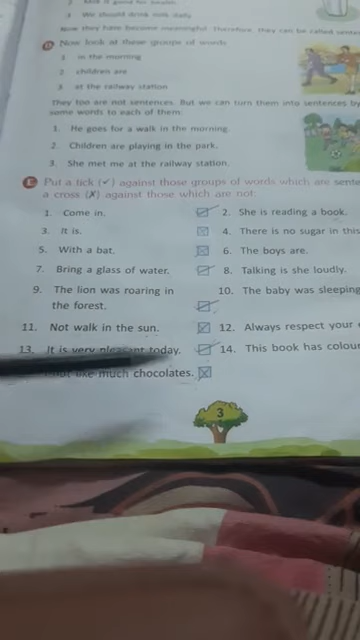 2. Milk is good for health.
3. We should drink milk daily.
Now they have become meaningful. Therefore, they can be called
D Now look at these groups of words
1. in the morning
2. children are
3. at the railway station
They too are not sentences. But we can turn them into sentences by
some words to each of them:
1. He goes for a walk in the morning.
2. Children are playing in the park.
3. She met me at the railway station.
E Put a tick (✓) against those groups of words which are
a cross (✗) against those which are not:
1. Come in. 2. She is reading a book.
3. It is. 4. There is no sugar in this
5. With a bat. 6. The boys are.
7. Bring a glass of water. 8. Talking is she loudly.
9. The lion was roaring in 10. The baby was sleeping
the forest.
11. Not walk in the sun. 12. Always respect your
13. It is very pleasant today. 14. This book has
much chocolates.
3